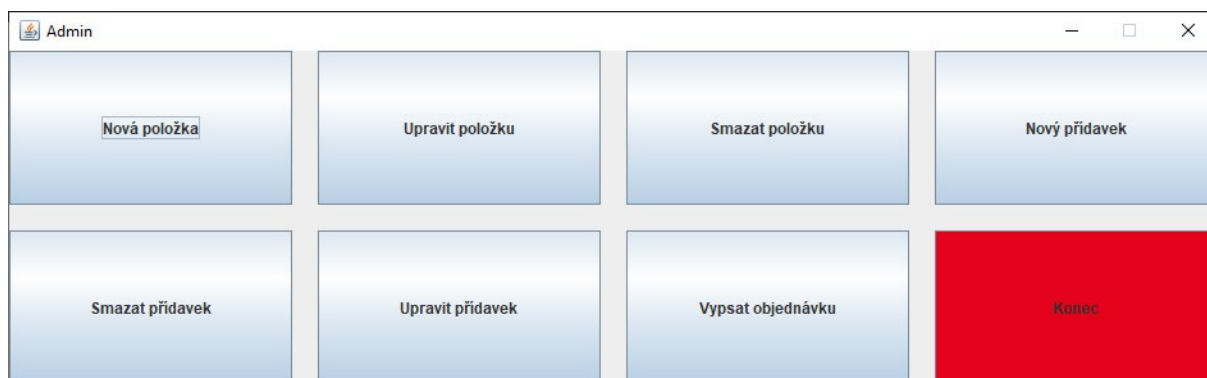 Admin
Nová položka
Upravit položku
Smazat položku
Nový přídavek
Smazat přídavek
Upravit přídavek
Vypsat objednávku
Konec